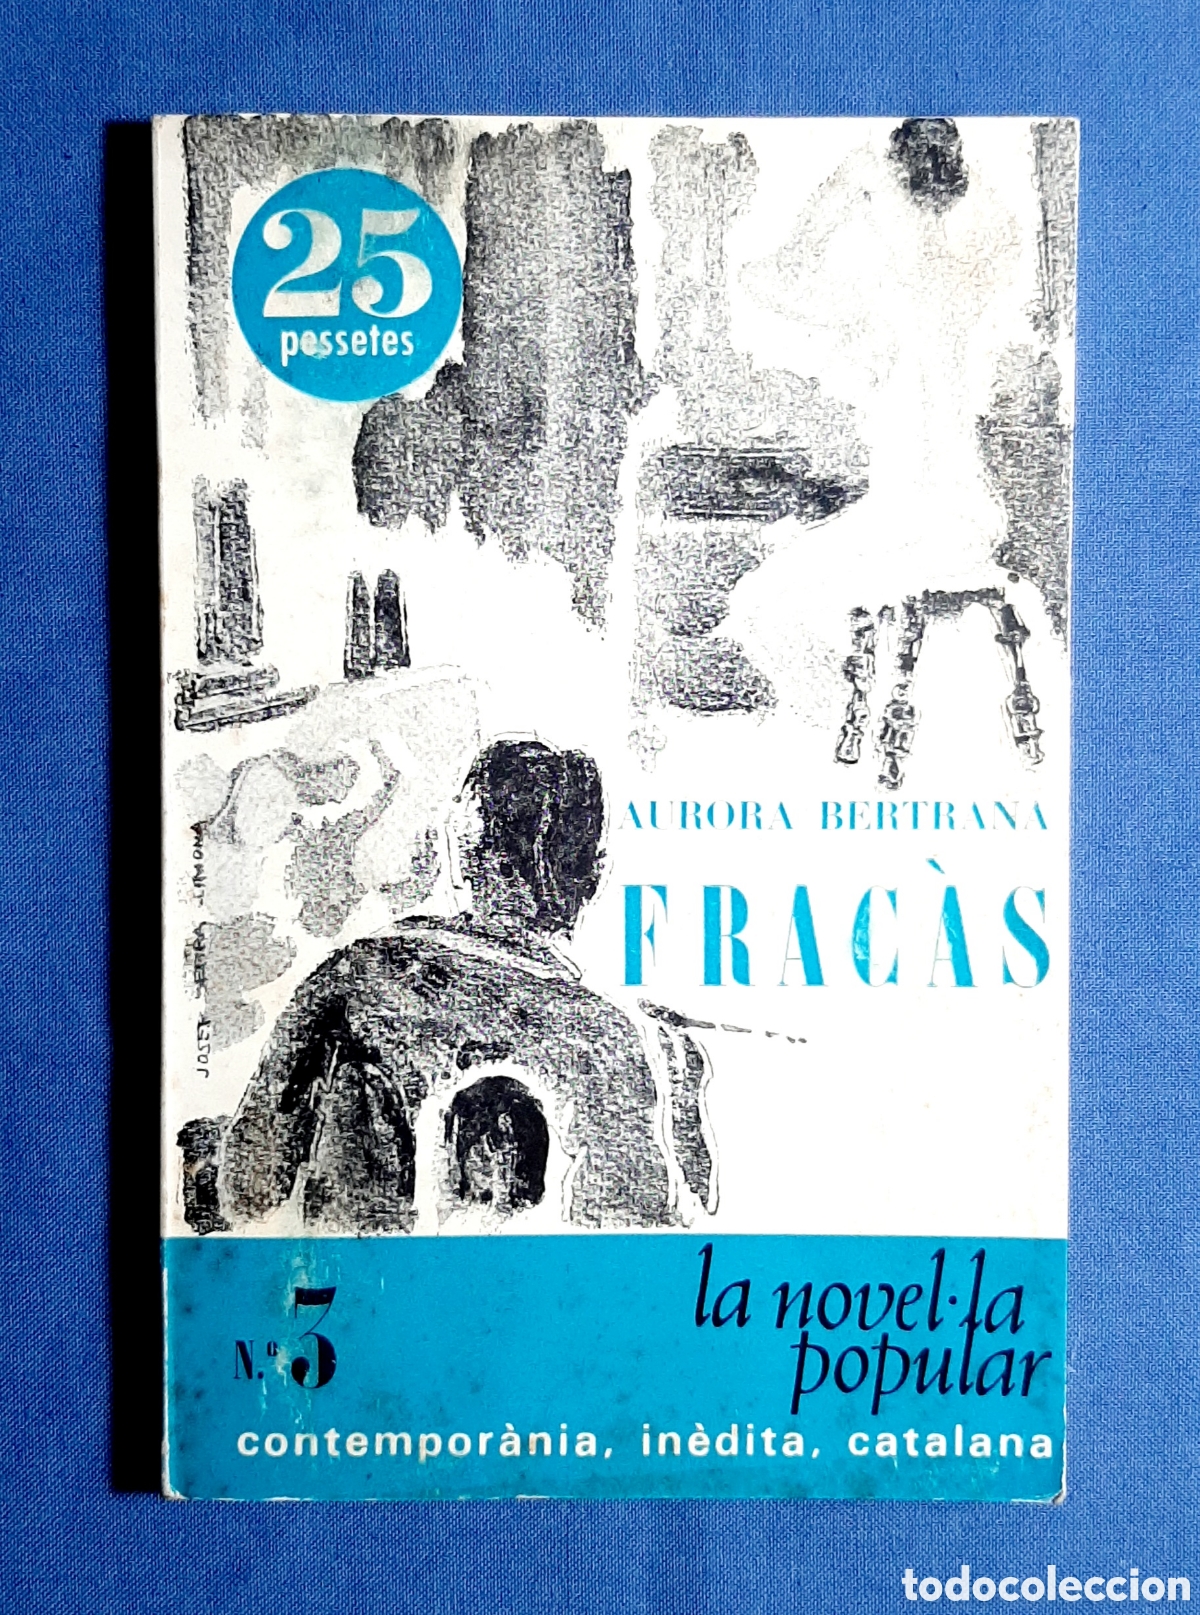 25
pessetes
AURORA BERTRANA
FRACÀS
JOSEP SERRA LLIMONA
N.º 3
la novel·la
popular
contemporània, inèdita, catalana
todocoleccion